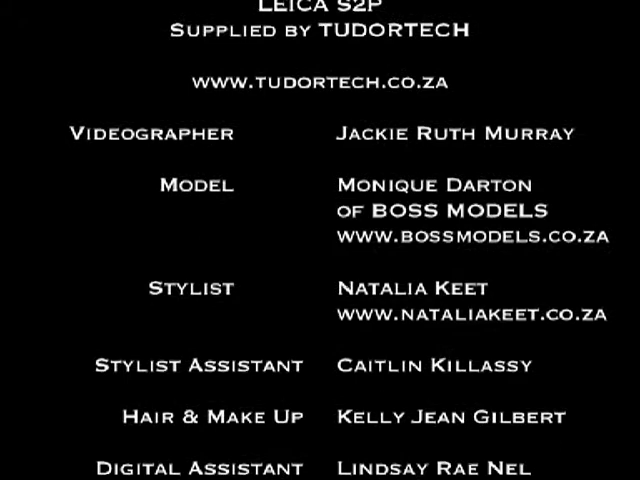 LEICA S2P
SUPPLIED BY TUDORTECH
WWW.TUDORTECH.CO.ZA
VIDEOGRAPHER JACKIE RUTH MURRAY
MODEL MONIQUE DARTON
OF BOSS MODELS
WWW.BOSSMODELS.CO.ZA
STYLIST NATALIA KEET
WWW.NATALIAKEET.CO.ZA
STYLIST ASSISTANT CAITLIN KILLASSY
HAIR & MAKE UP KELLY JEAN GILBERT
DIGITAL ASSISTANT LINDSAY RAE NEL